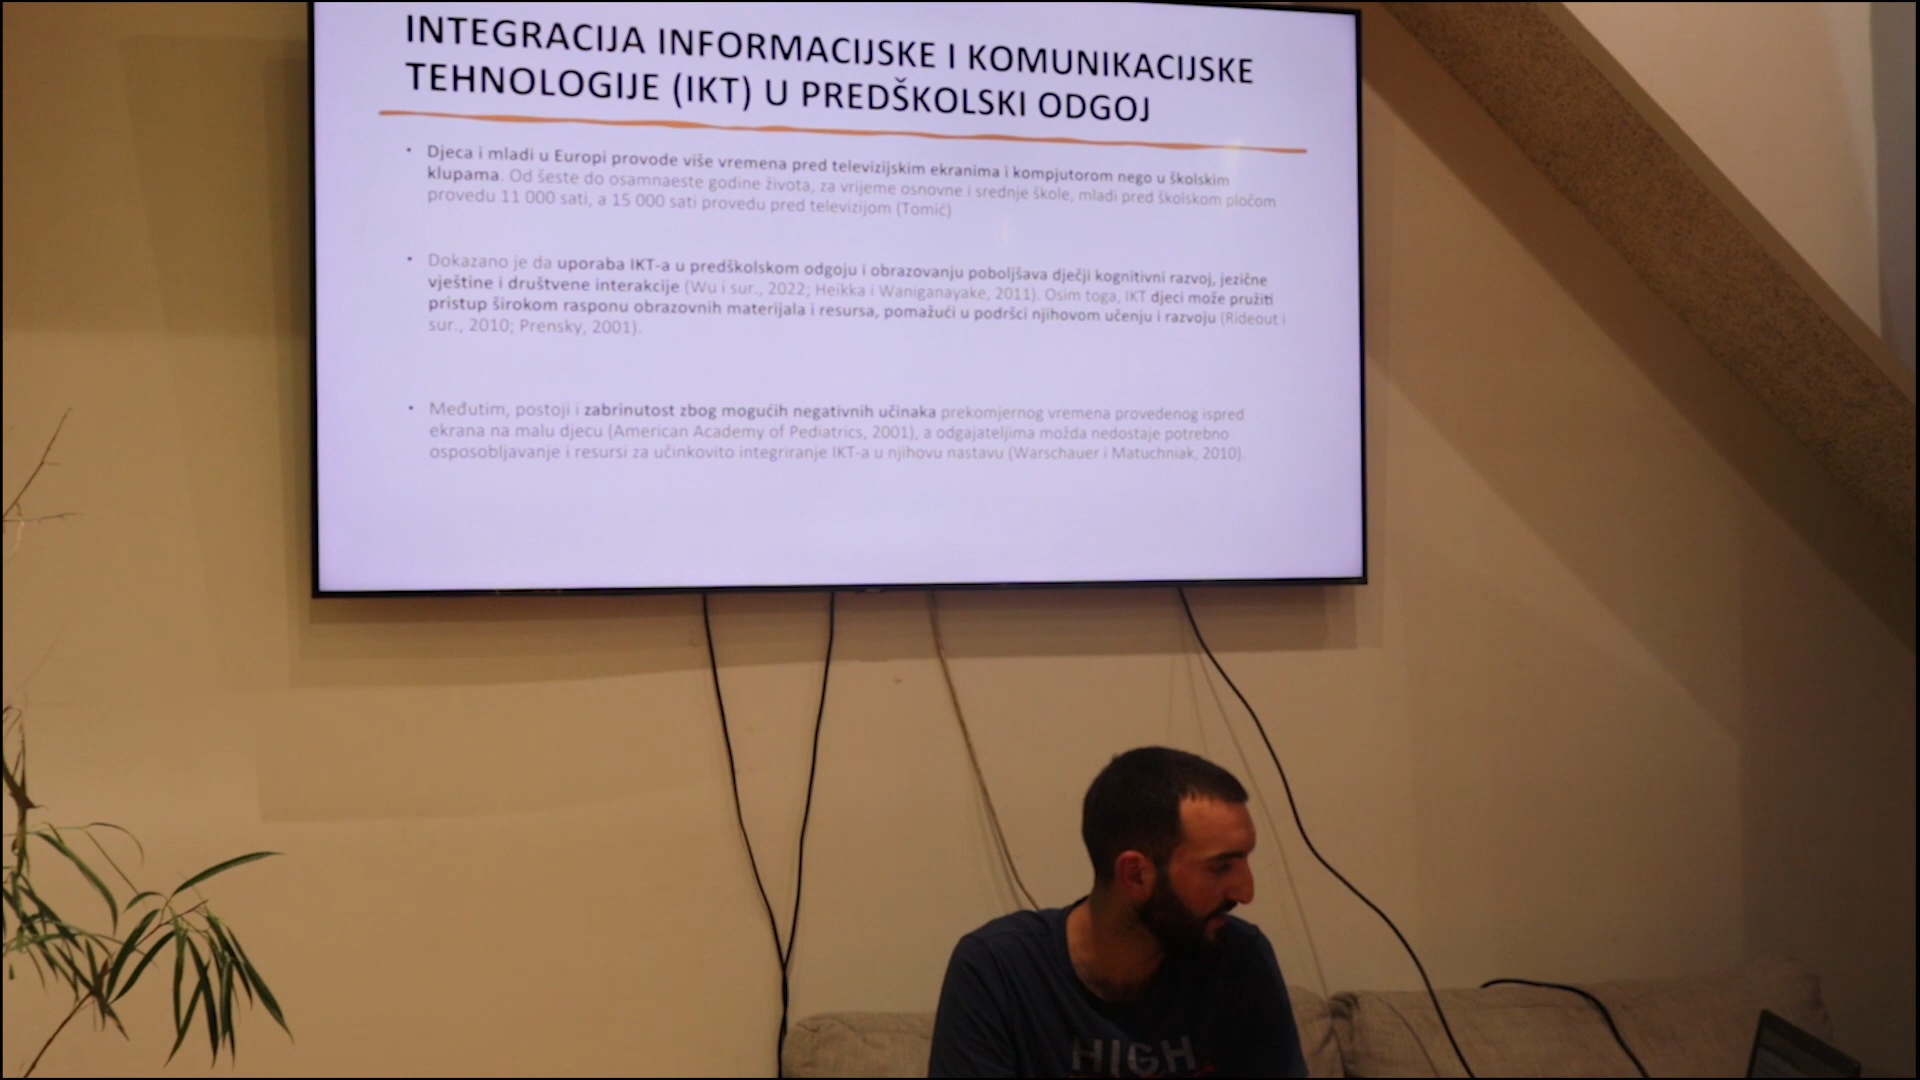 INTEGRACIJA INFORMACIJSKE I KOMUNIKACIJSKE
TEHNOLOGIJE (IKT) U PREDŠKOLSKI ODGOJ
• Djeca i mladi u Europi provode više vremena pred televizijskim ekranima i kompjutorom nego u školskim
klupama. Od šeste do osamnaeste godine života, za vrijeme osnovne i srednje škole, mladi pred školskom pločom
provedu 11 000 sati, a 15 000 sati provedu pred televizijom (Tomić)
• Dokazano je da uporaba IKT-a u predškolskom odgoju i obrazovanju poboljšava dječji kognitivni razvoj, jezične
vještine i društvene interakcije (Wu i sur., 2022; Heikka i Waniganayake, 2011). Osim toga, IKT djeci može pružiti
pristup širokom rasponu obrazovnih materijala i resursa, pomažući u podršci njihovom učenju i razvoju (Rideout i
sur., 2010; Prensky, 2001).
• Međutim, postoji i zabrinutost zbog mogućih negativnih učinaka prekomjernog vremena provedenog ispred
ekrana na malu djecu (American Academy of Pediatrics, 2001), a odgajateljima možda nedostaje potrebno
osposobljavanje i resursi za učinkovito integriranje IKT-a u njihovu nastavu (Warschauer i Matuchniak, 2010).
HIGH